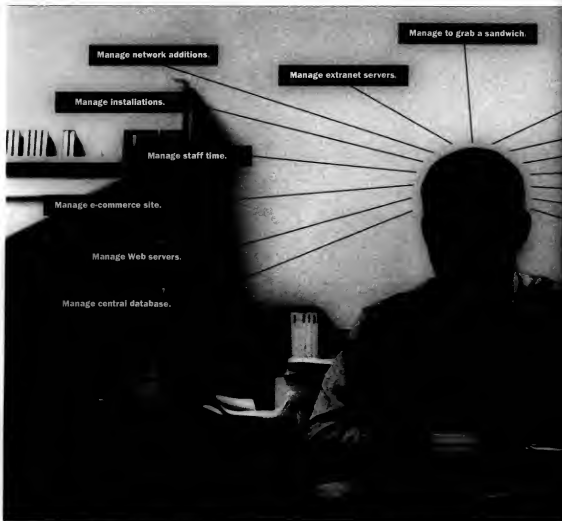 Manage to grab a sandwich.
Manage network additions.
Manage extranet servers.
Manage installations.
Manage staff time.
Manage e-commerce site.
Manage Web servers.
Manage central database.